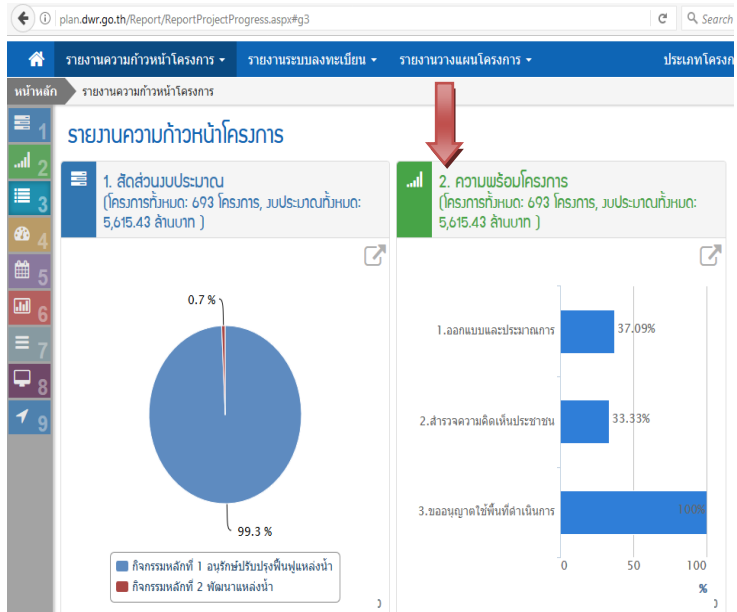 plan.dwr.go.th/Report/ReportProjectProgress.aspx#g3
Search
รายงานความก้าวหน้าโครงการ
รายงานระบบลงทะเบียน
รายงานวางแผนโครงการ
ประเภทโครงก
หน้าหลัก
รายงานความก้าวหน้าโครงการ
1
2
3
4
5
6
7
8
9
รายงานความก้าวหน้าโครงการ
1. สัดส่วนงบประมาณ
(โครงการทั้งหมด: 693 โครงการ, งบประมาณทั้งหมด:
5,615.43 ล้านบาท )
0.7 %
99.3 %
กิจกรรมหลักที่ 1 อนุรักษ์ปรับปรุงฟื้นฟูแหล่งน้ำ
กิจกรรมหลักที่ 2 พัฒนาแหล่งน้ำ
2. ความพร้อมโครงการ
(โครงการทั้งหมด: 693 โครงการ, งบประมาณทั้งหมด:
5,615.43 ล้านบาท )
1.ออกแบบและประมาณการ
37.09%
2.สำรวจความคิดเห็นประชาชน
33.33%
3.ขออนุญาตใช้พื้นที่ดำเนินการ
100%
0 50 100
%